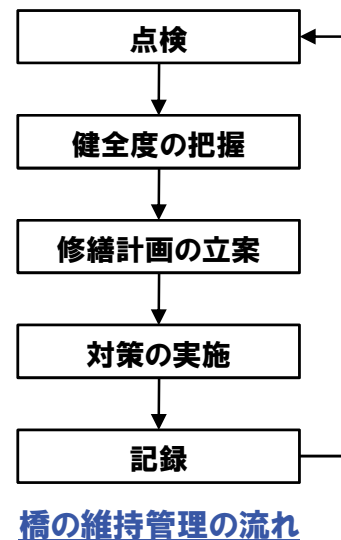 点検
健全度の把握
修繕計画の立案
対策の実施
記録
橋の維持管理の流れ